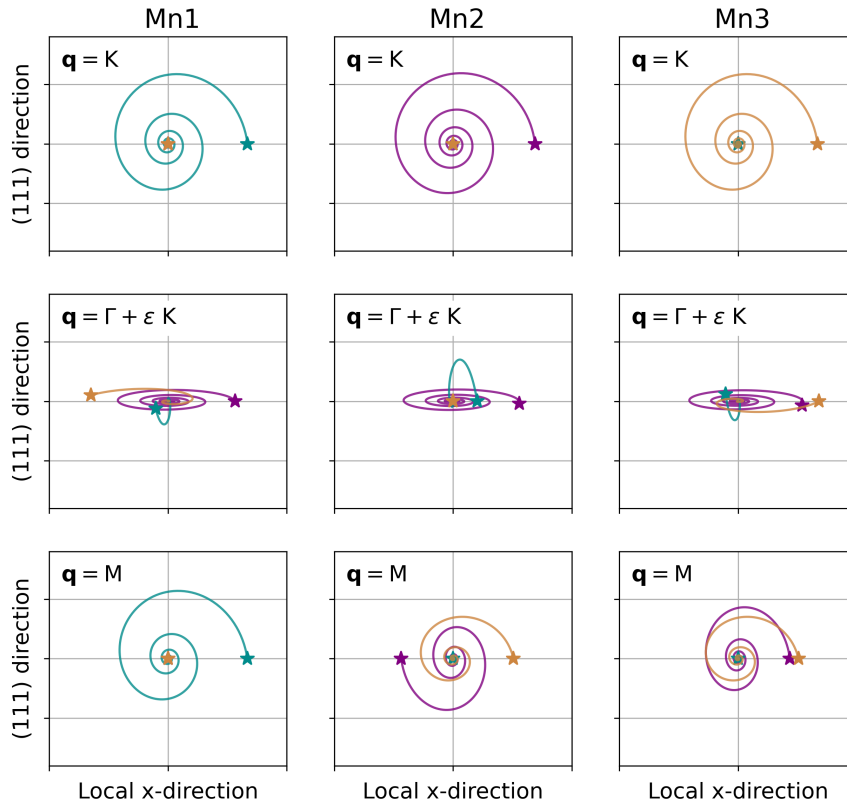 Mn1 Mn2 Mn3
(111) direction
q = K
q = K
q = K
(111) direction
q = Γ + ε K
q = Γ + ε K
q = Γ + ε K
(111) direction
q = M
q = M
q = M
Local x-direction Local x-direction Local x-direction